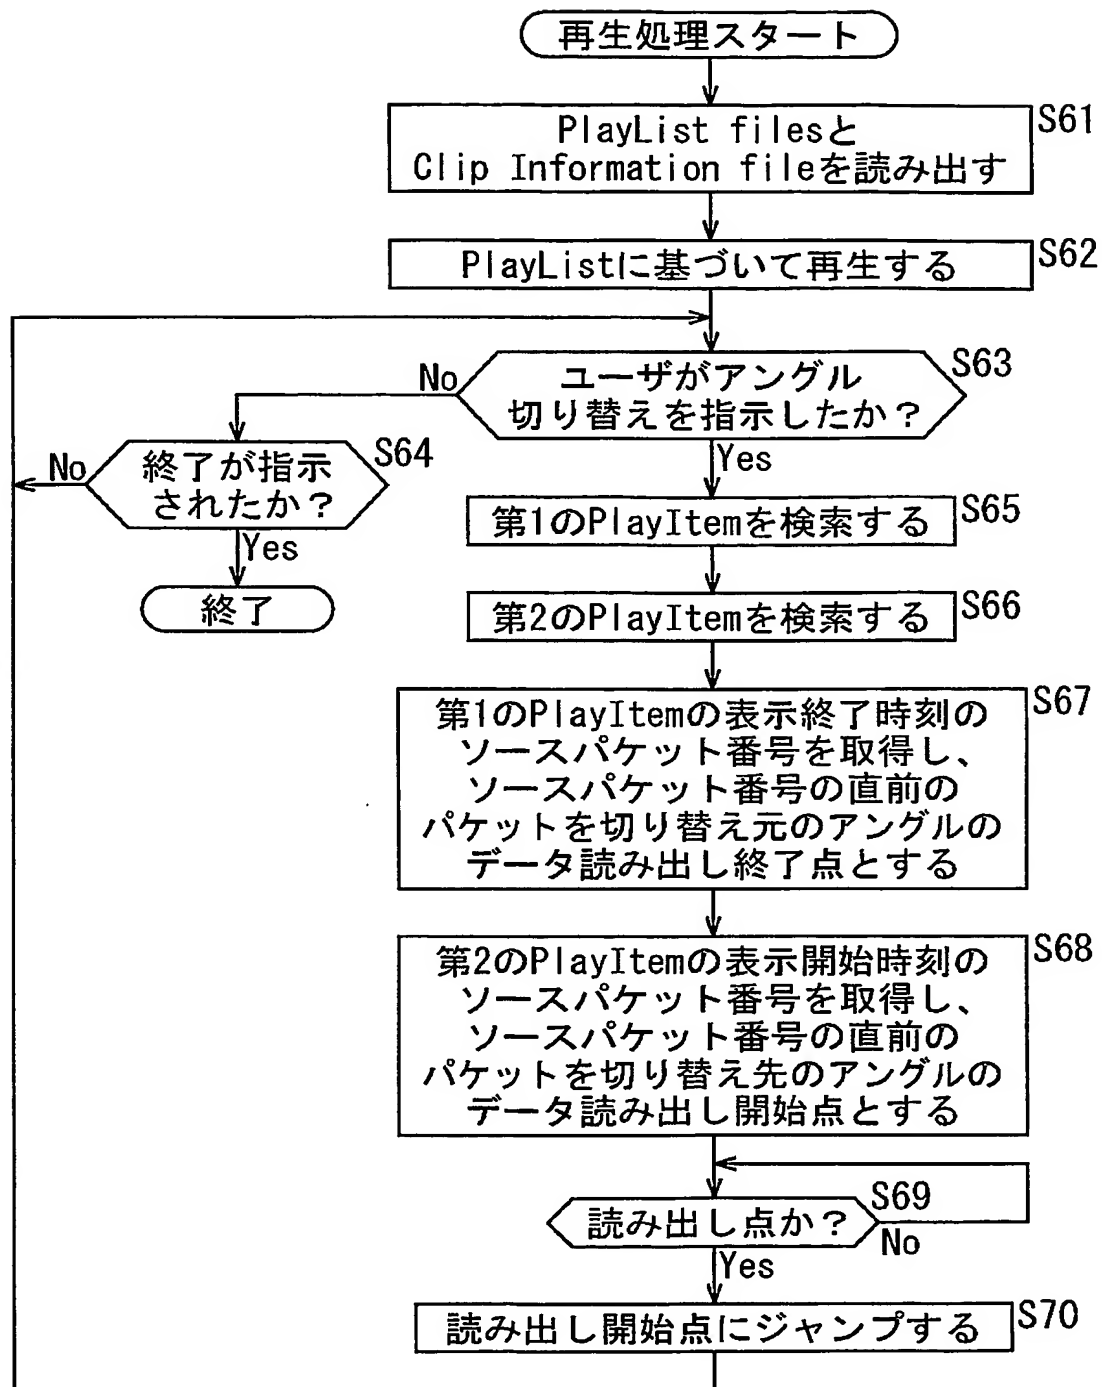 再生処理スタート
S61
PlayList filesと
Clip Information fileを読み出す
S62
PlayListに基づいて再生する
S63
ユーザがアングル
切り替えを指示したか?
No
Yes
S64
終了が指示
されたか?
No
Yes
終了
S65
第1のPlayItemを検索する
S66
第2のPlayItemを検索する
S67
第1のPlayItemの表示終了時刻の
ソースパケット番号を取得し、
ソースパケット番号の直前の
パケットを切り替え元のアングルの
データ読み出し終了点とする
S68
第2のPlayItemの表示開始時刻の
ソースパケット番号を取得し、
ソースパケット番号の直前の
パケットを切り替え先のアングルの
データ読み出し開始点とする
S69
読み出し点か?
No
Yes
S70
読み出し開始点にジャンプする